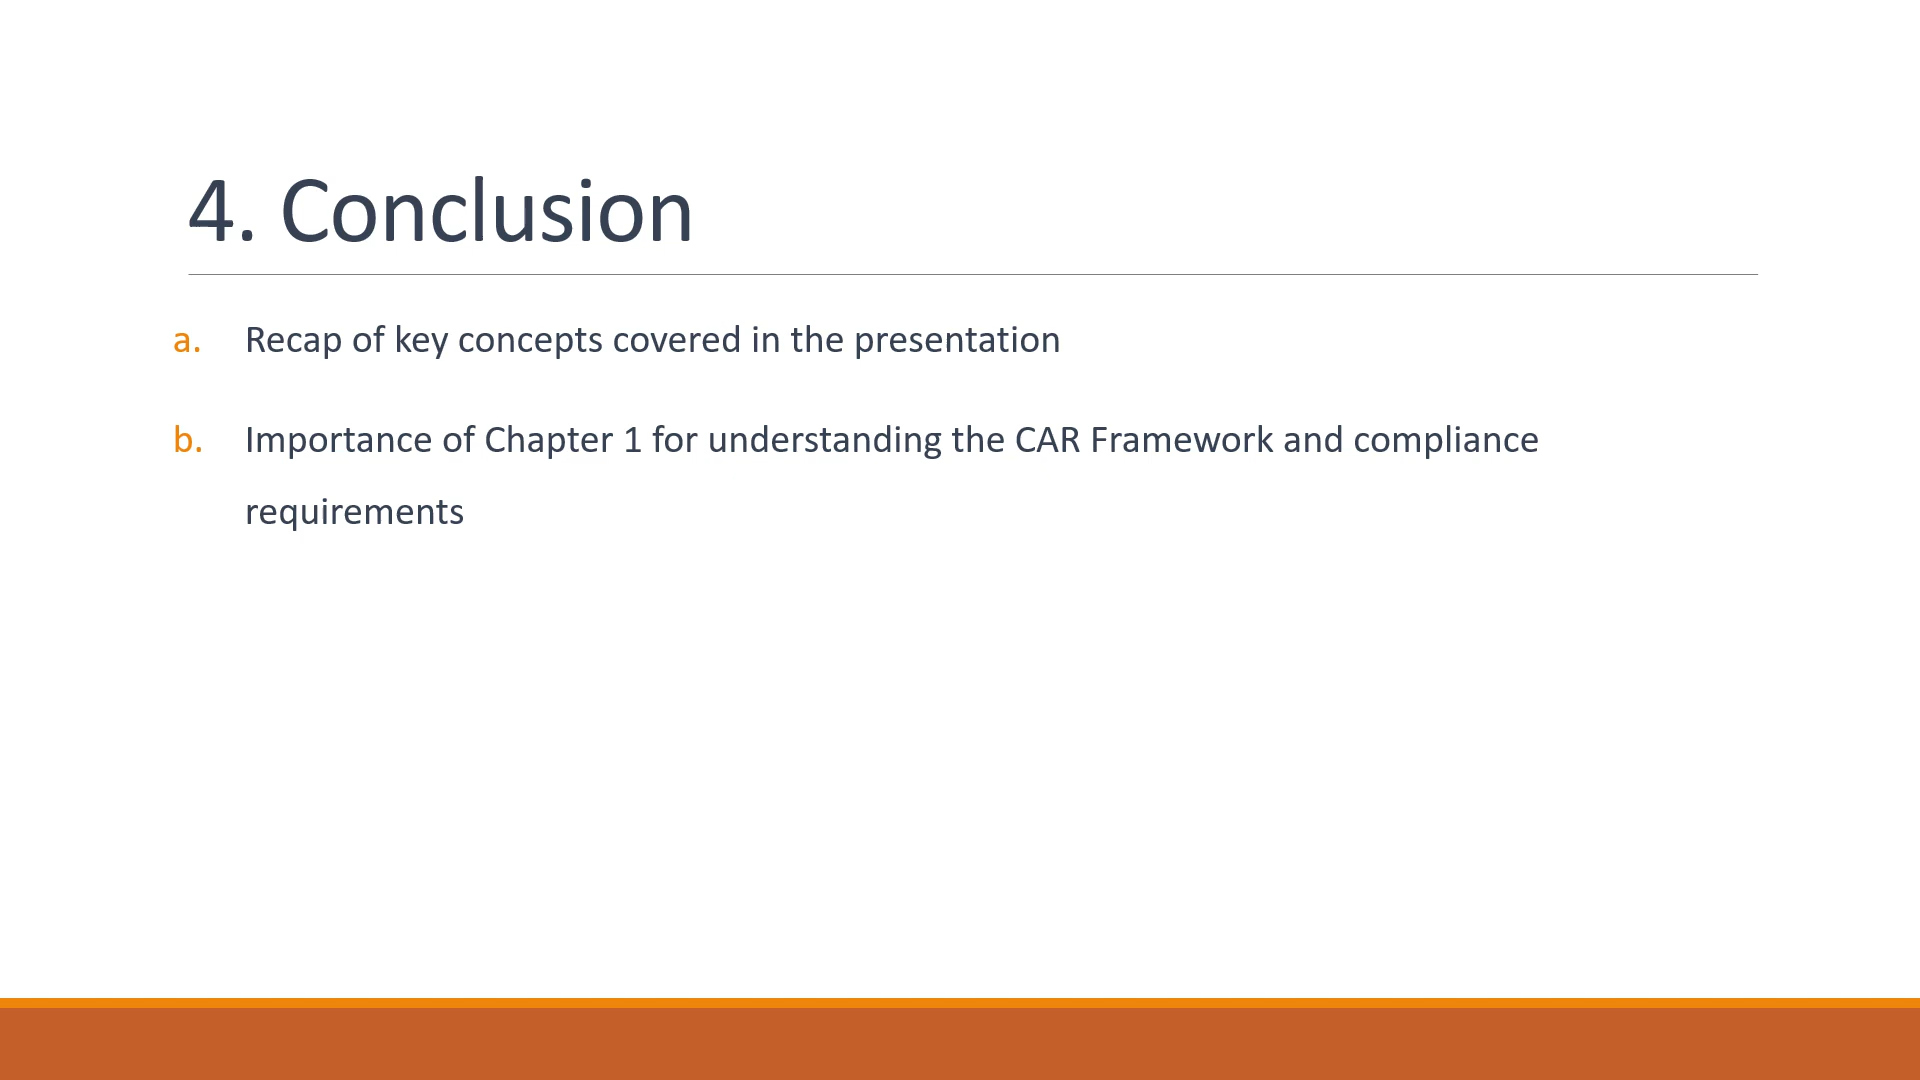 4. Conclusion
a. Recap of key concepts covered in the presentation
b. Importance of Chapter 1 for understanding the CAR Framework and compliance
requirements